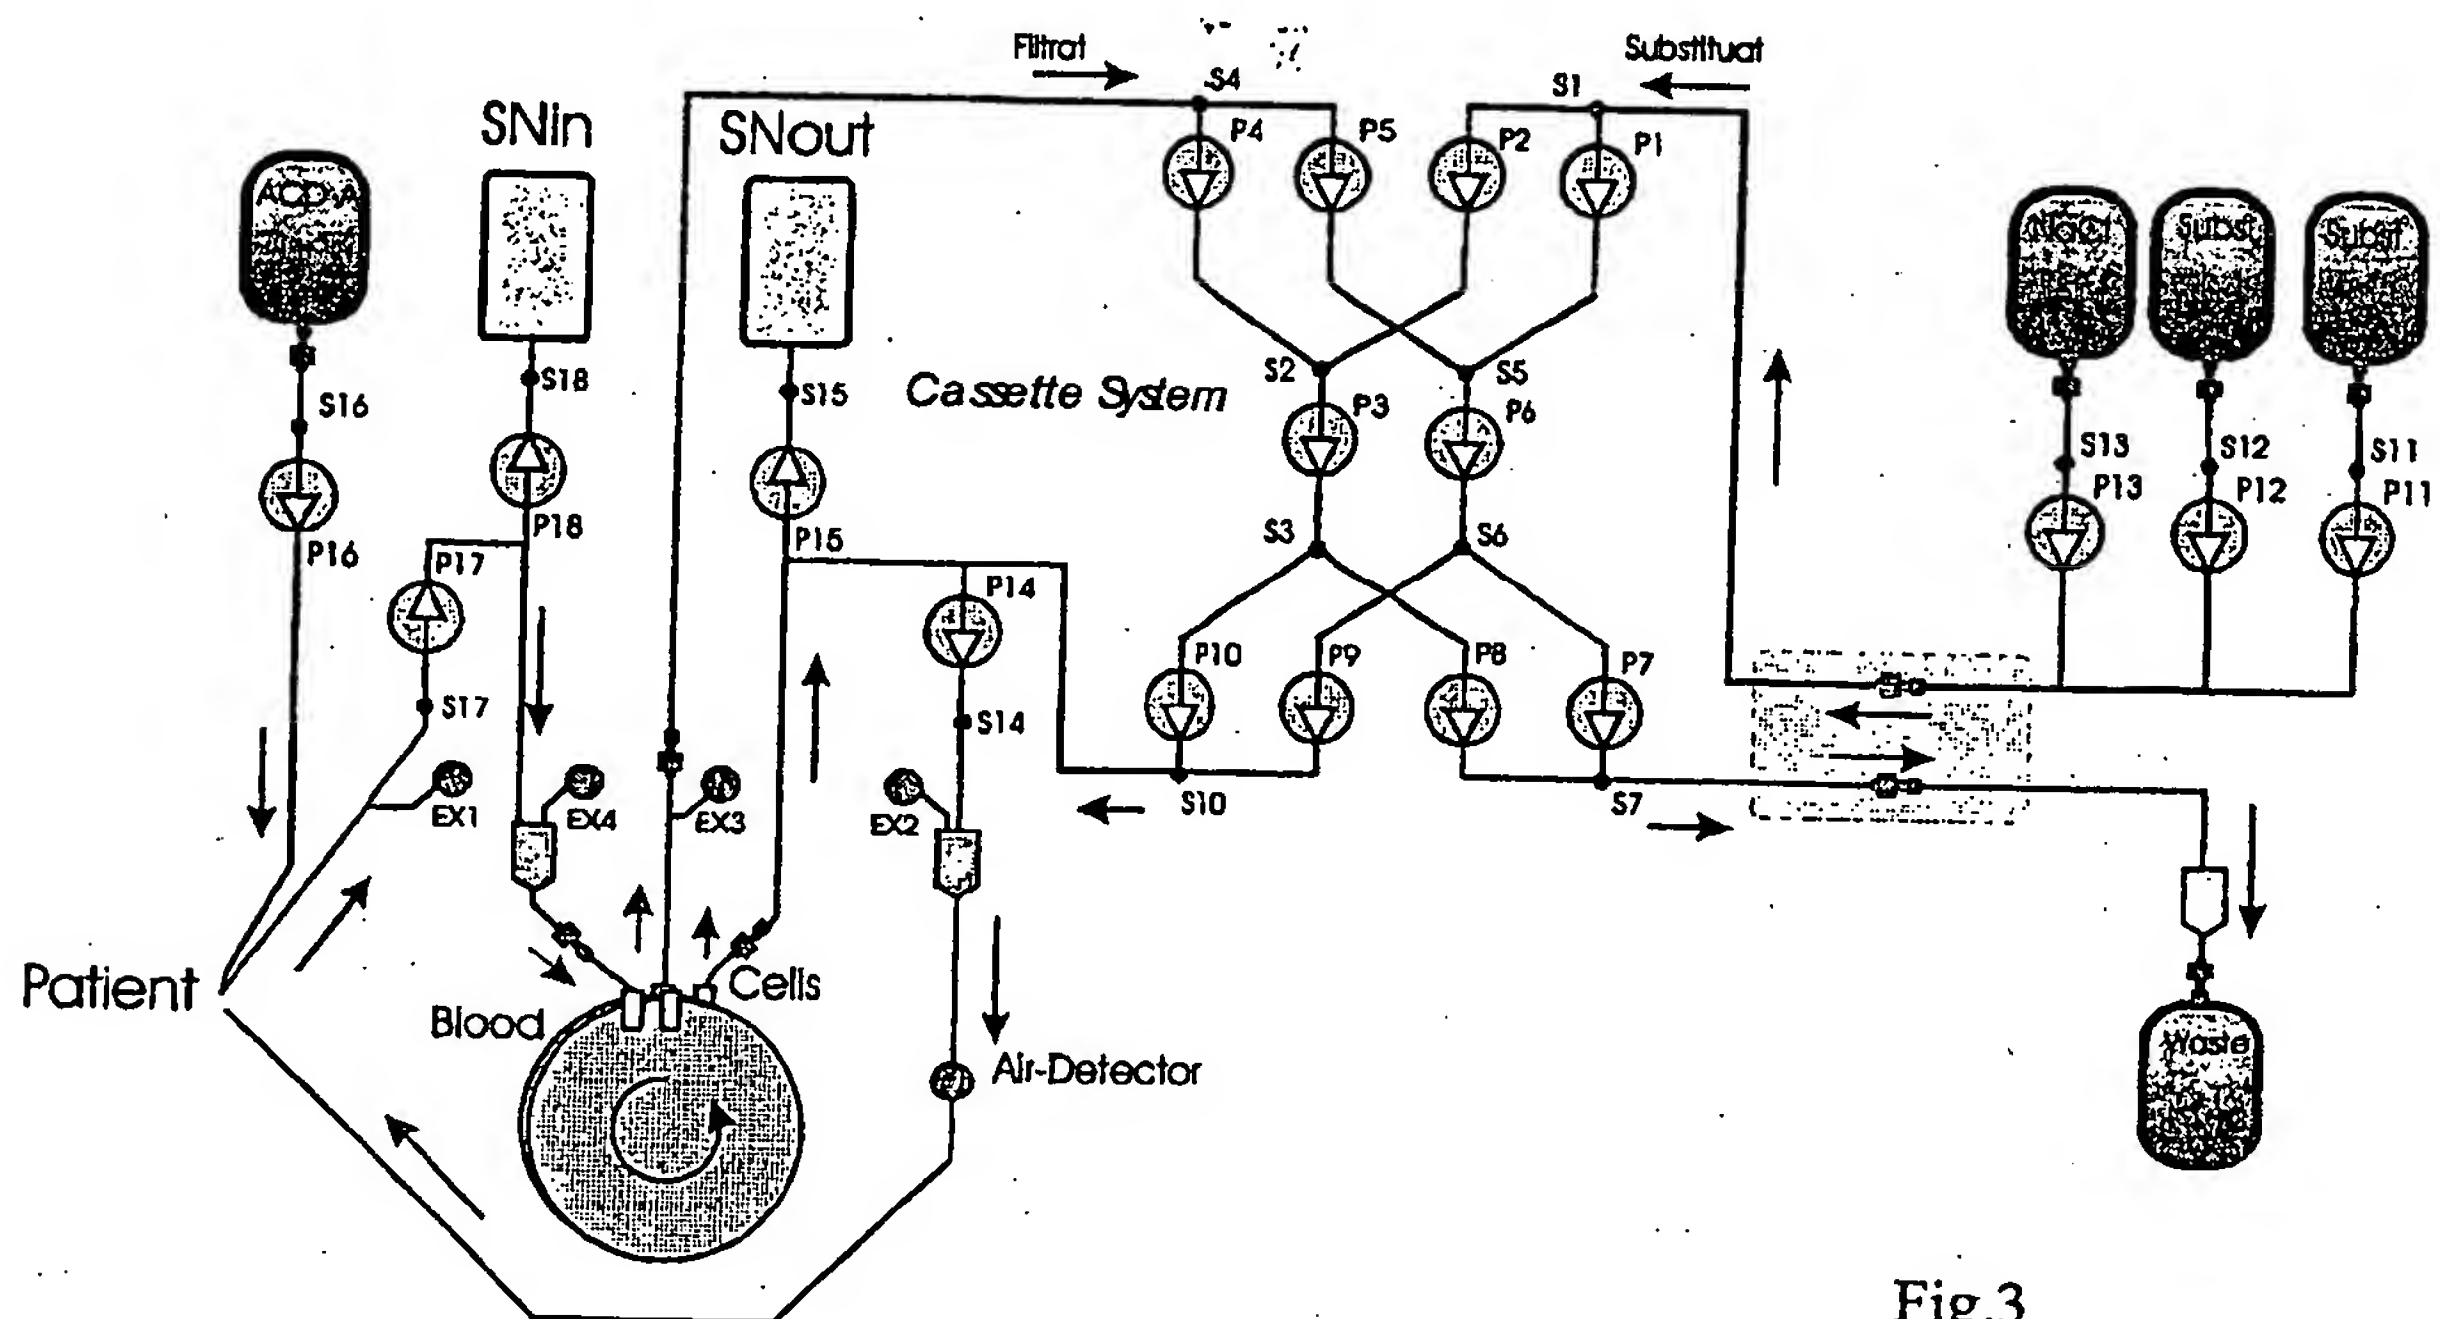 Filtrat
Substituat
S4
S1
SNin
SNout
P4
P5
P2
P1
ACD-A
NaCl
Subst.
Subst.
S18
S15
Cassette System
S2
S5
S16
P3
P6
S13
S12
S11
P13
P12
P11
P18
P15
S3
S6
P16
P17
P14
P10
P9
P8
P7
S17
S14
S10
S7
EX1
EX4
EX3
EX2
Patient
Cells
Blood
Air-Detector
Waste
Fig.3